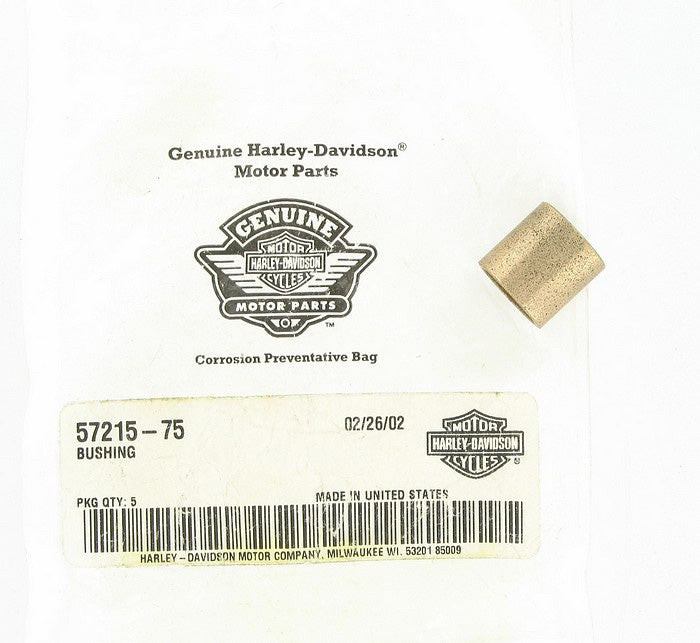 Genuine Harley-Davidson®
Motor Parts
GENUINE
MOTOR
HARLEY-DAVIDSON
CYCLES
MOTOR PARTS
TM
Corrosion Preventative Bag
57215-75
02/26/02
BUSHING
MOTOR
HARLEY-DAVIDSON
CYCLES
®
PKG QTY: 5
MADE IN UNITED STATES
HARLEY-DAVIDSON MOTOR COMPANY, MILWAUKEE WI. 53201 85009